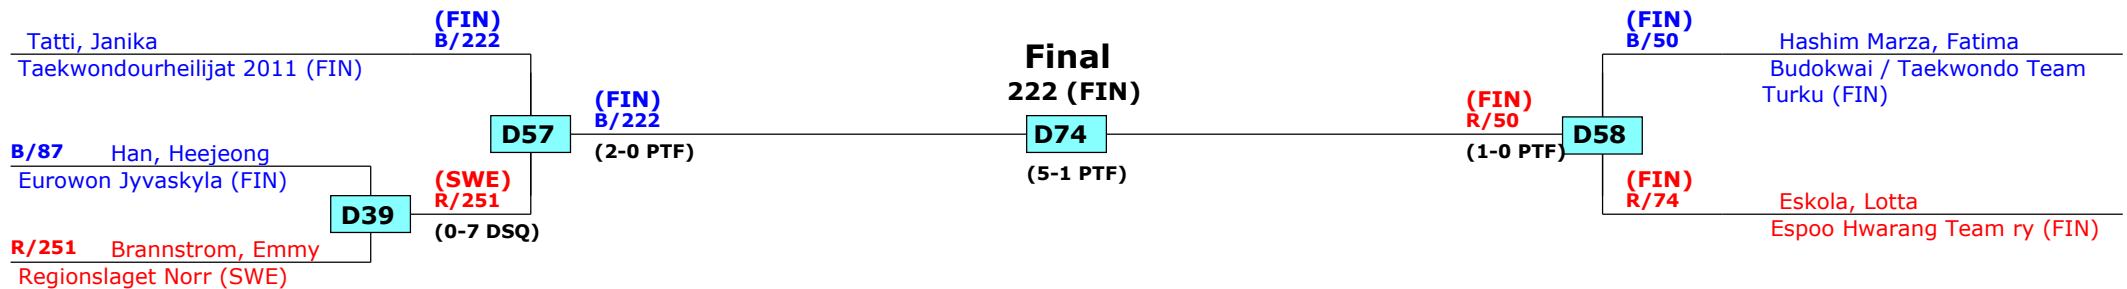 (FIN)
B/222
Tatti, Janika
Taekwondourheilijat 2011 (FIN)
B/87 Han, Heejeong
Eurowon Jyvaskyla (FIN)
R/251 Brannstrom, Emmy
Regionslaget Norr (SWE)
D39
(SWE)
R/251
(0-7 DSQ)
D57
(FIN)
B/222
(2-0 PTF)
Final
222 (FIN)
D74
(5-1 PTF)
(FIN)
R/50
(1-0 PTF)
D58
(FIN)
B/50
Hashim Marza, Fatima
Budokwai / Taekwondo Team
Turku (FIN)
(FIN)
R/74
Eskola, Lotta
Espoo Hwarang Team ry (FIN)